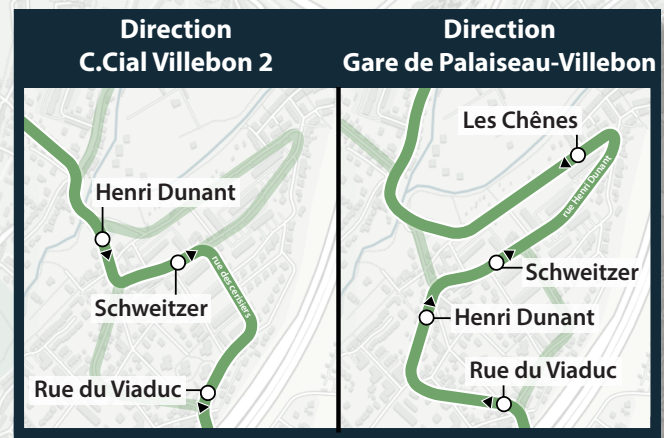 Direction
C.Cial Villebon 2
Henri Dunant
Schweitzer
rue des cerisiers
Rue du Viaduc
Direction
Gare de Palaiseau-Villebon
Les Chênes
rue Henri Dunant
Schweitzer
Henri Dunant
Rue du Viaduc